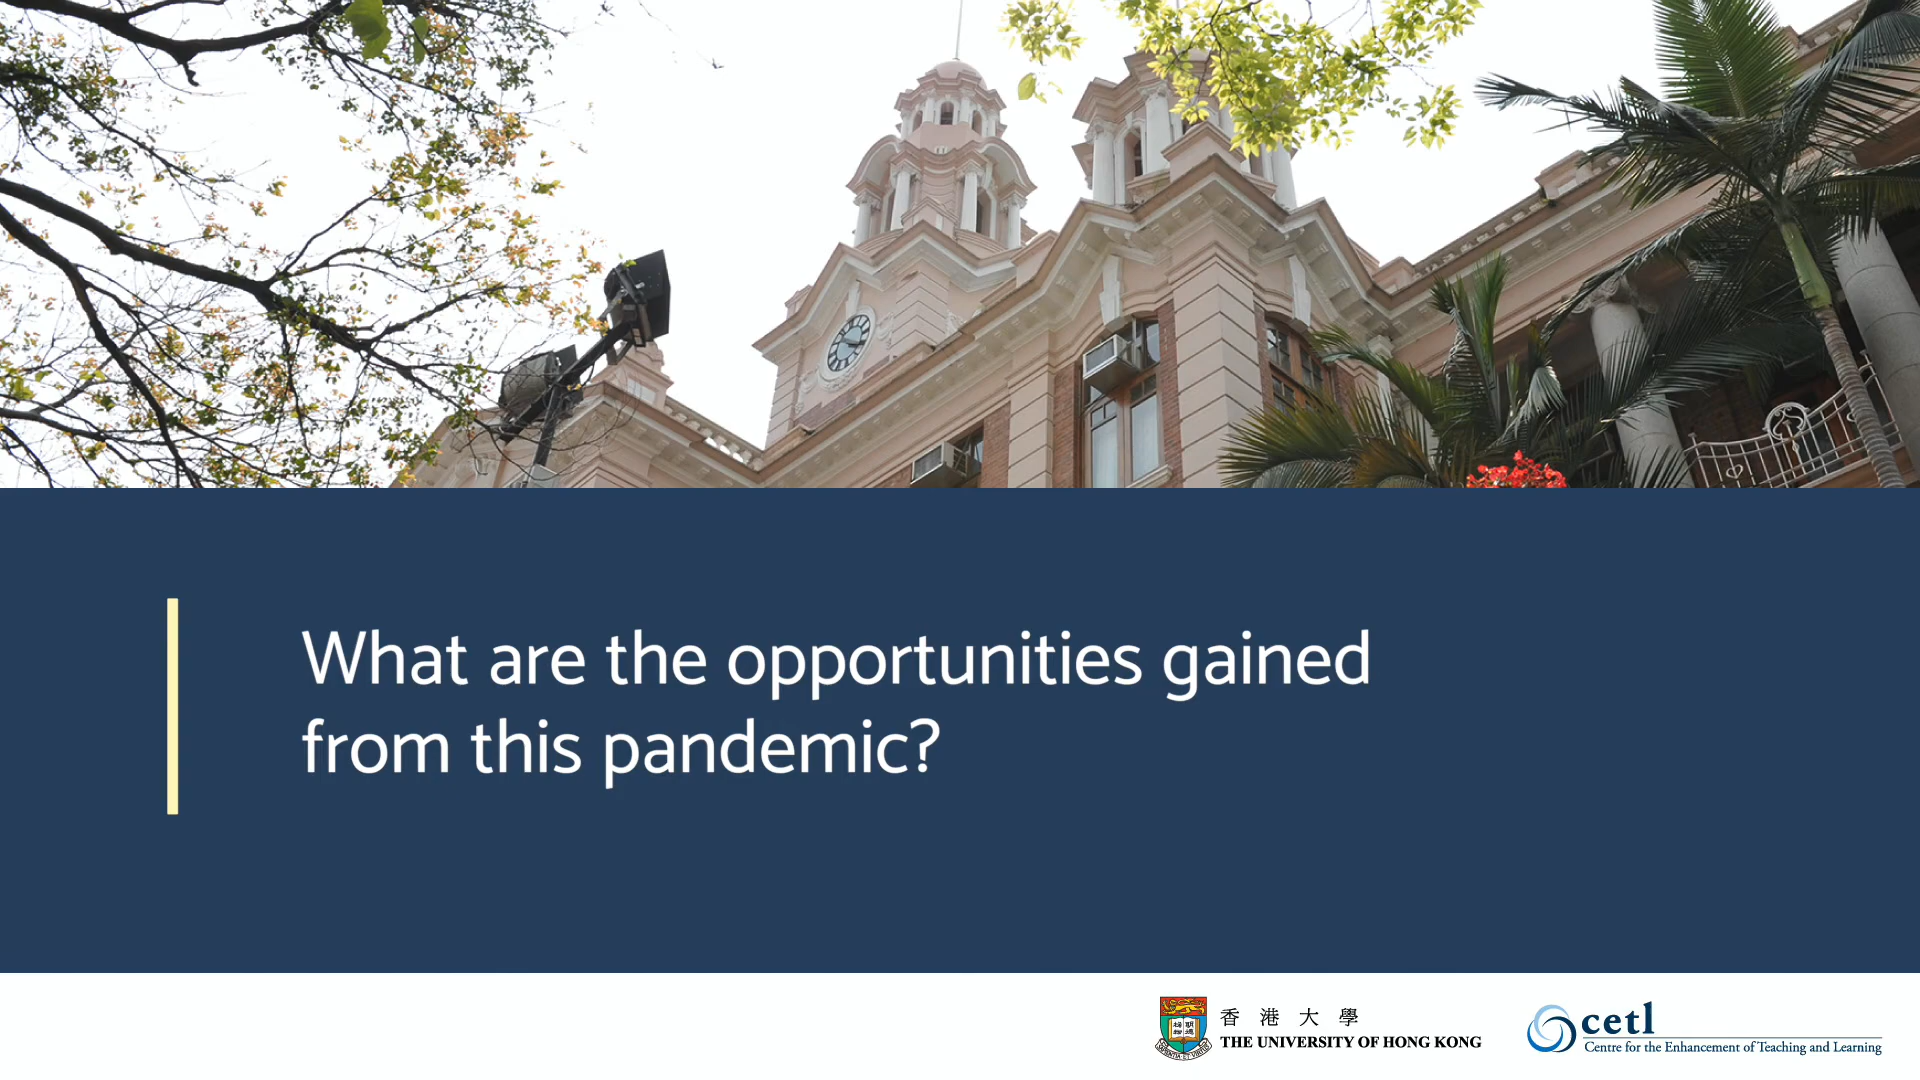 What are the opportunities gained
from this pandemic?
香港大學
THE UNIVERSITY OF HONG KONG
cetl
Centre for the Enhancement of Teaching and Learning